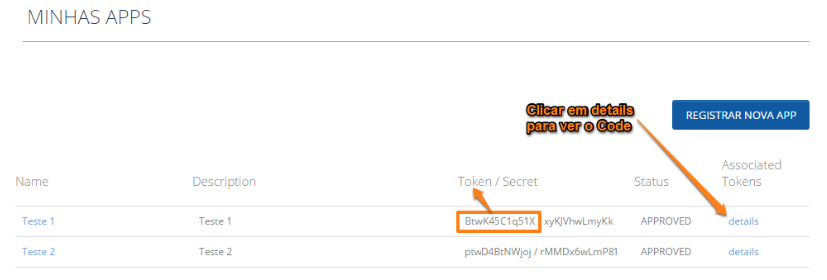 MINHAS APPS
Clicar em details
para ver o Code
REGISTRAR NOVA APP
Name Description Token / Secret Status Associated Tokens
Teste 1 Teste 1 BtwK45C1q51X xyKJVhwLmyKk APPROVED details
Teste 2 Teste 2 ptwD4BtNWjoj / rMMDx6wLmP81 APPROVED details